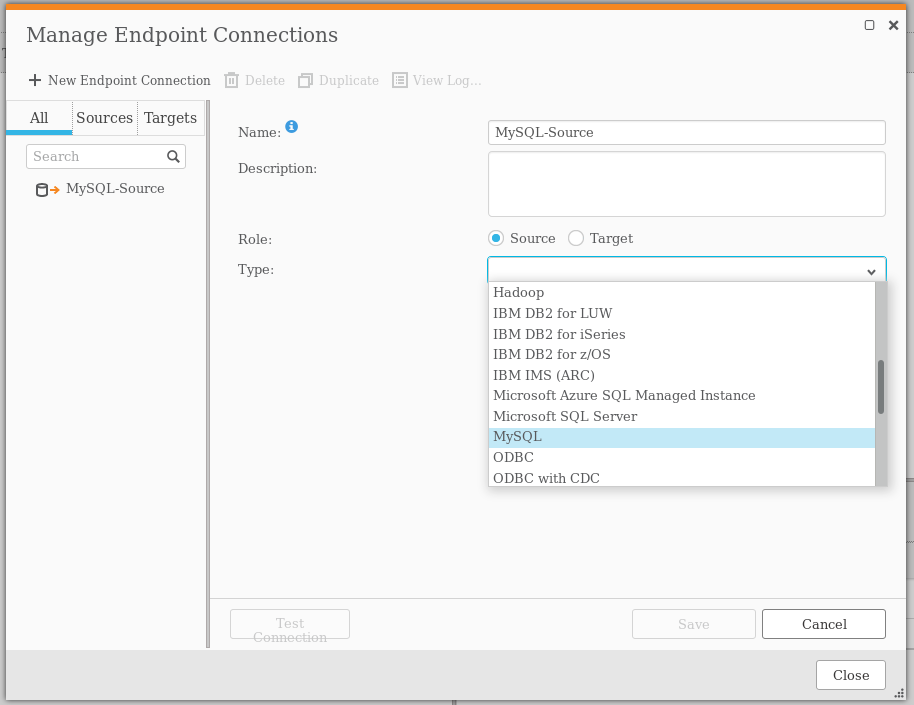 Manage Endpoint Connections
New Endpoint Connection Delete Duplicate View Log...
All Sources Targets
Search
MySQL-Source
Name: MySQL-Source
Description:
Role: Source Target
Type:
Hadoop
IBM DB2 for LUW
IBM DB2 for iSeries
IBM DB2 for z/OS
IBM IMS (ARC)
Microsoft Azure SQL Managed Instance
Microsoft SQL Server
MySQL
ODBC
ODBC with CDC
Test
Connection
Save Cancel
Close